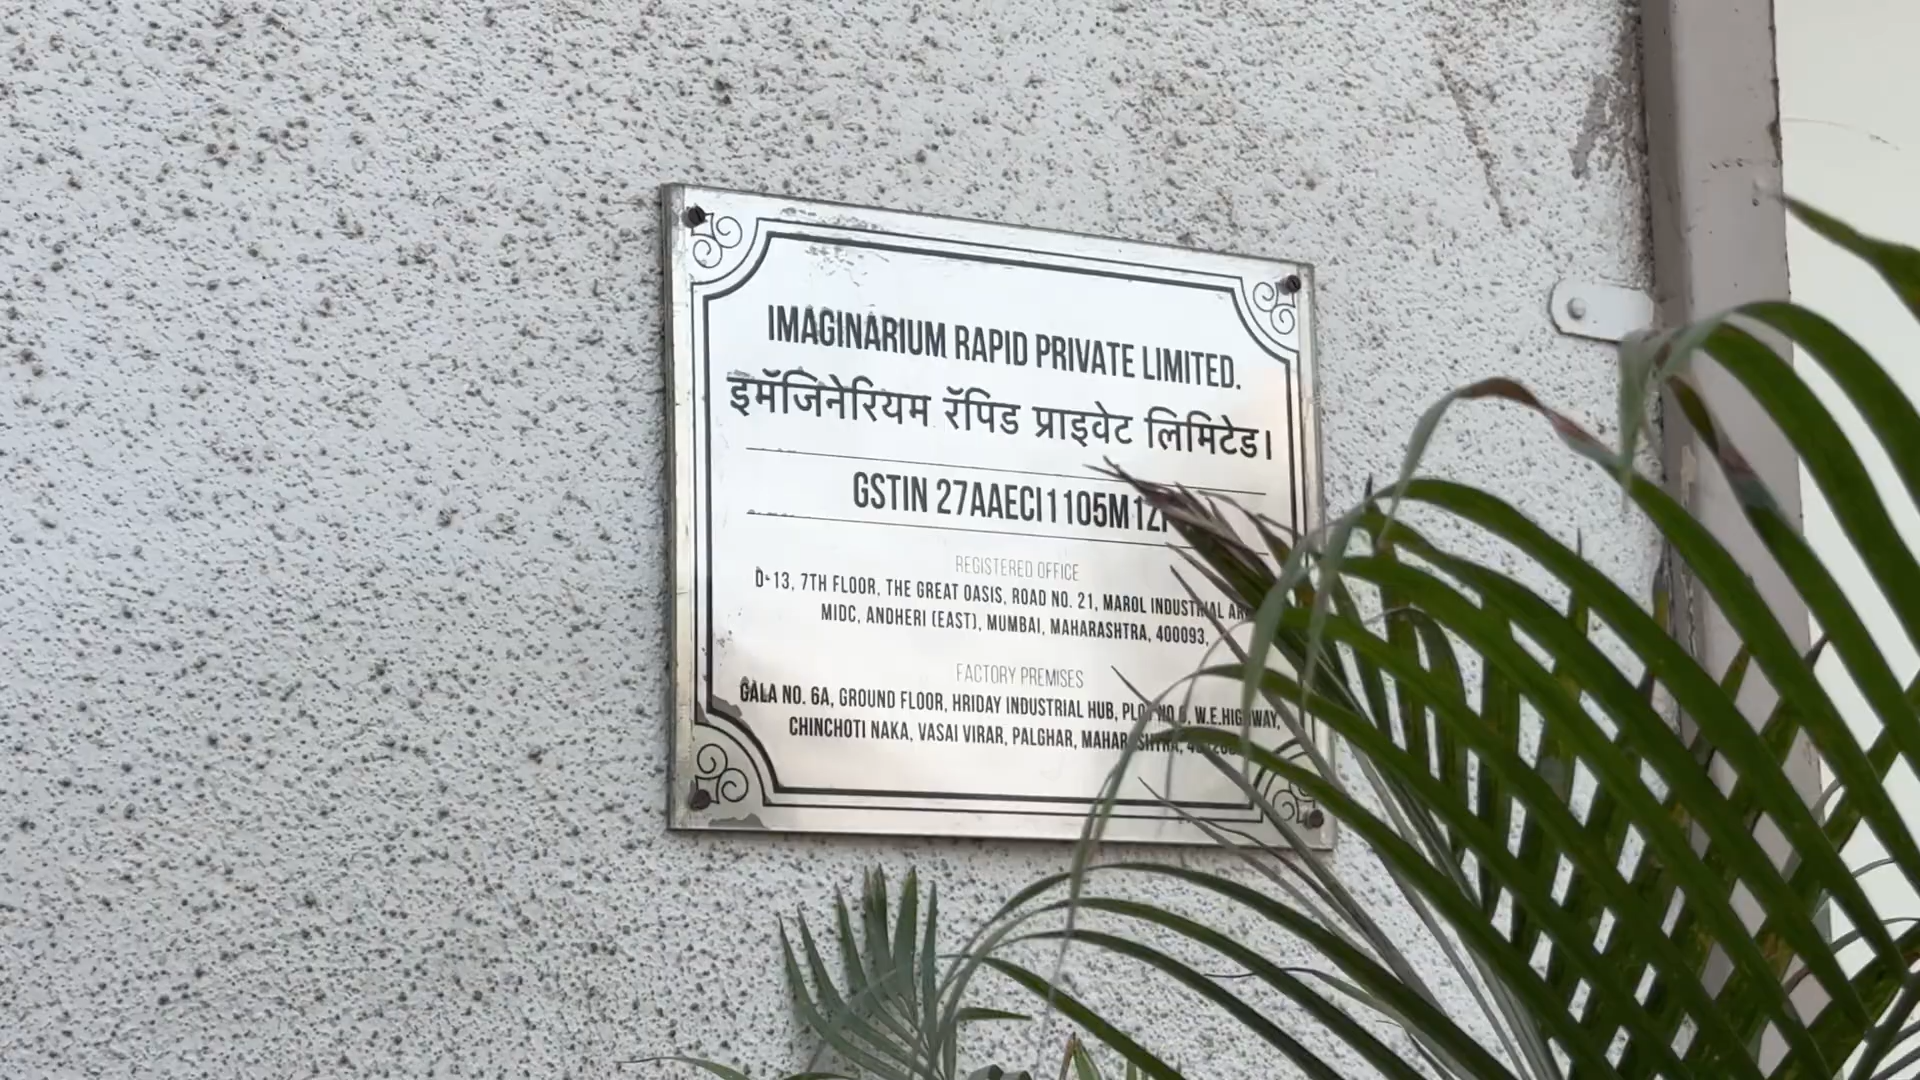 IMAGINARIUM RAPID PRIVATE LIMITED.
इमॅजिनेरियम रॅपिड प्राइवेट लिमिटेड।
GSTIN 27AAECI1105M1Z
REGISTERED OFFICE
D-13, 7TH FLOOR, THE GREAT OASIS, ROAD NO. 21, MAROL INDUSTRIAL
MIDC, ANDHERI (EAST), MUMBAI, MAHARASHTRA, 400093,
FACTORY PREMISES
GALA NO. 6A, GROUND FLOOR, HRIDAY INDUSTRIAL HUB, PLOT NO W.E.HIGHWAY,
CHINCHOTI NAKA, VASAI VIRAR, PALGHAR, MAHARASHTRA,